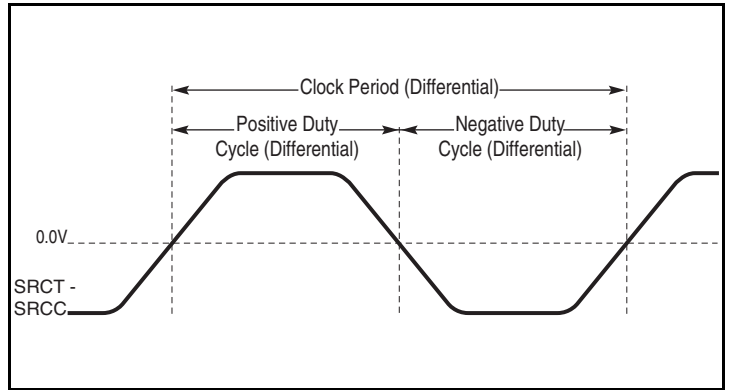 Clock Period (Differential)
Positive Duty
Cycle (Differential)
Negative Duty
Cycle (Differential)
0.0V
SRCT -
SRCC